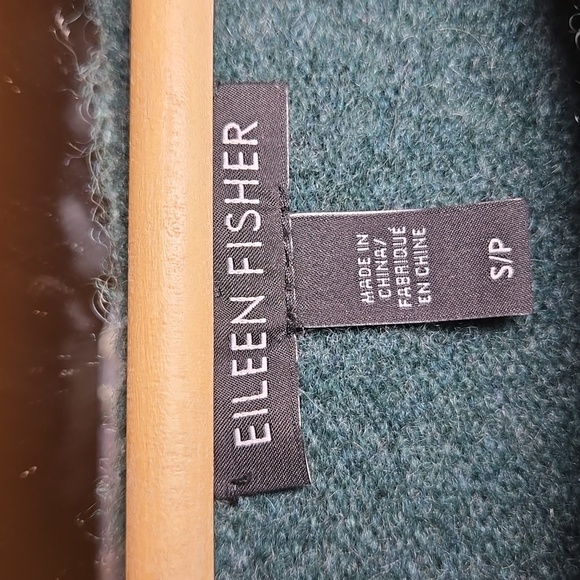 EILEEN FISHER
MADE IN
CHINA/
FABRIQUÉ
EN CHINE
S/P